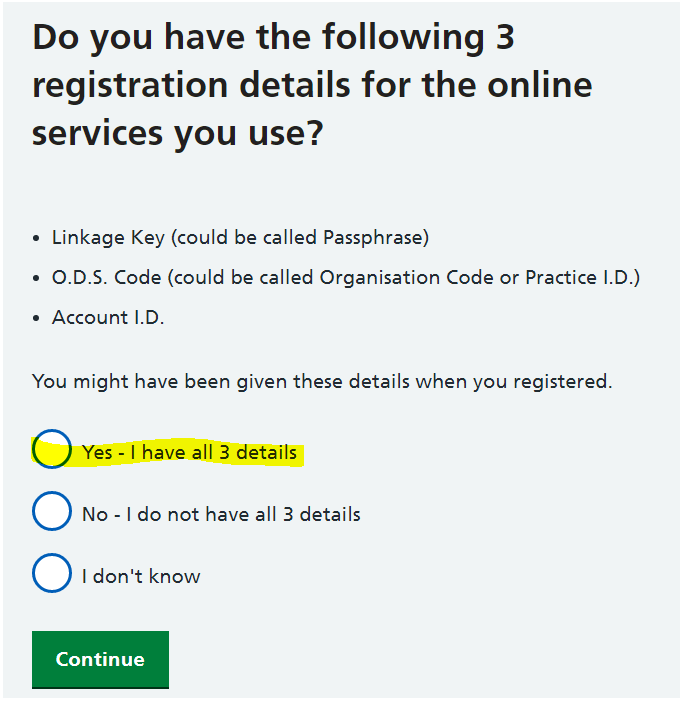 Do you have the following 3
registration details for the online
services you use?
• Linkage Key (could be called Passphrase)
• O.D.S. Code (could be called Organisation Code or Practice I.D.)
• Account I.D.
You might have been given these details when you registered.
Yes - I have all 3 details
No - I do not have all 3 details
I don't know
Continue